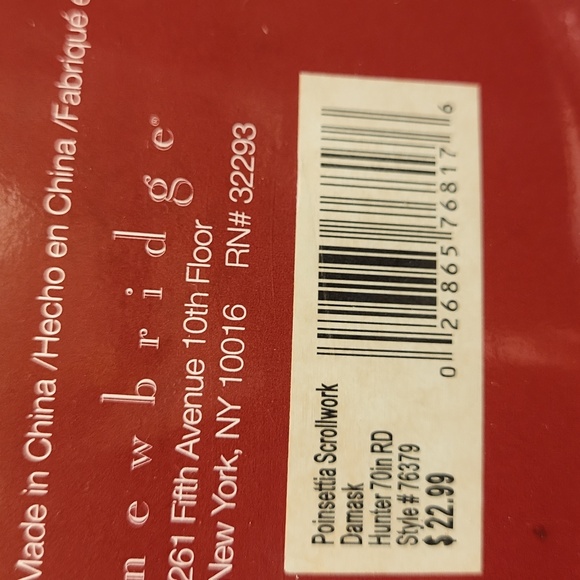 Made in China /Hecho en China /Fabriqué
newbridge®
261 Fifth Avenue 10th Floor
New York, NY 10016 RN# 32293
Poinsettia Scrollwork
Damask
Hunter 70in RD
Style # 76379
$ 22.99
0 26865 76817 6